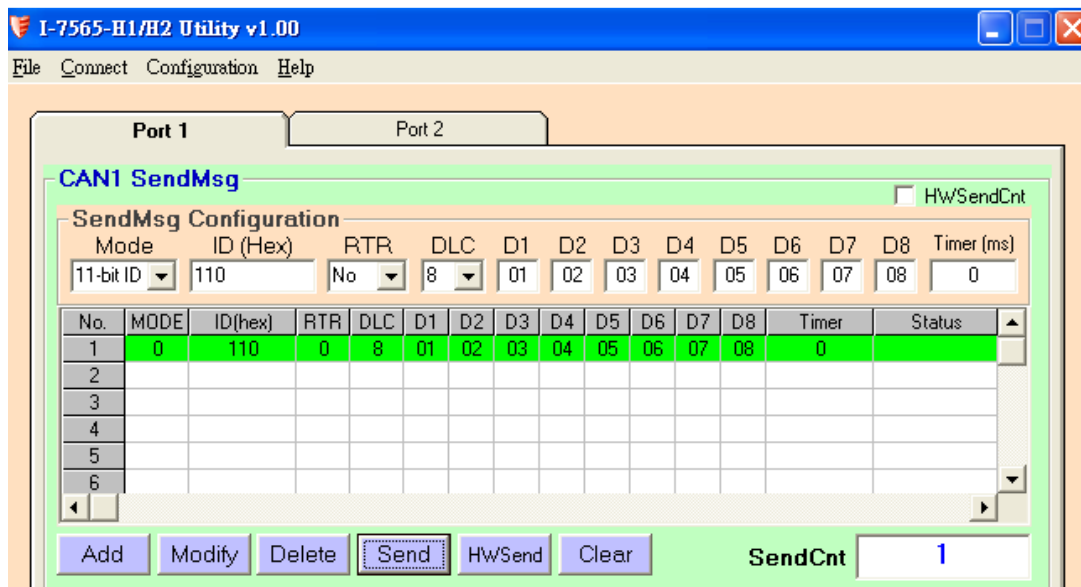 I-7565-H1/H2 Utility v1.00
File Connect Configuration Help
Port 1 Port 2
CAN1 SendMsg
HWSendCnt
SendMsg Configuration
Mode ID (Hex) RTR DLC D1 D2 D3 D4 D5 D6 D7 D8 Timer (ms)
11-bit ID 110 No 8 01 02 03 04 05 06 07 08 0
No. MODE ID(hex) RTR DLC D1 D2 D3 D4 D5 D6 D7 D8 Timer Status
1 0 110 0 8 01 02 03 04 05 06 07 08 0
2
3
4
5
6
Add Modify Delete Send HWSend Clear SendCnt 1